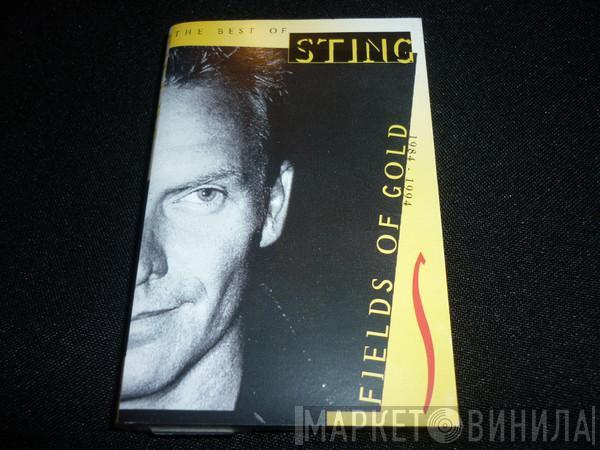 THE BEST OF
STING
FIELDS OF GOLD
1984 - 1994
МАРКЕТ ВИНИЛА